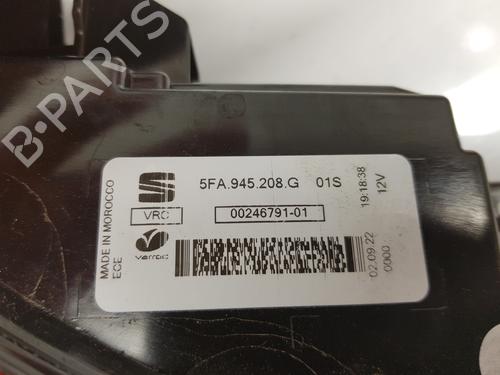 B-PARTS
5FA.945.208.G 01S
VRC 00246791-01
varroc
MADE IN MOROCCO
ECE
19:18:38
12V
02.09.22
0000